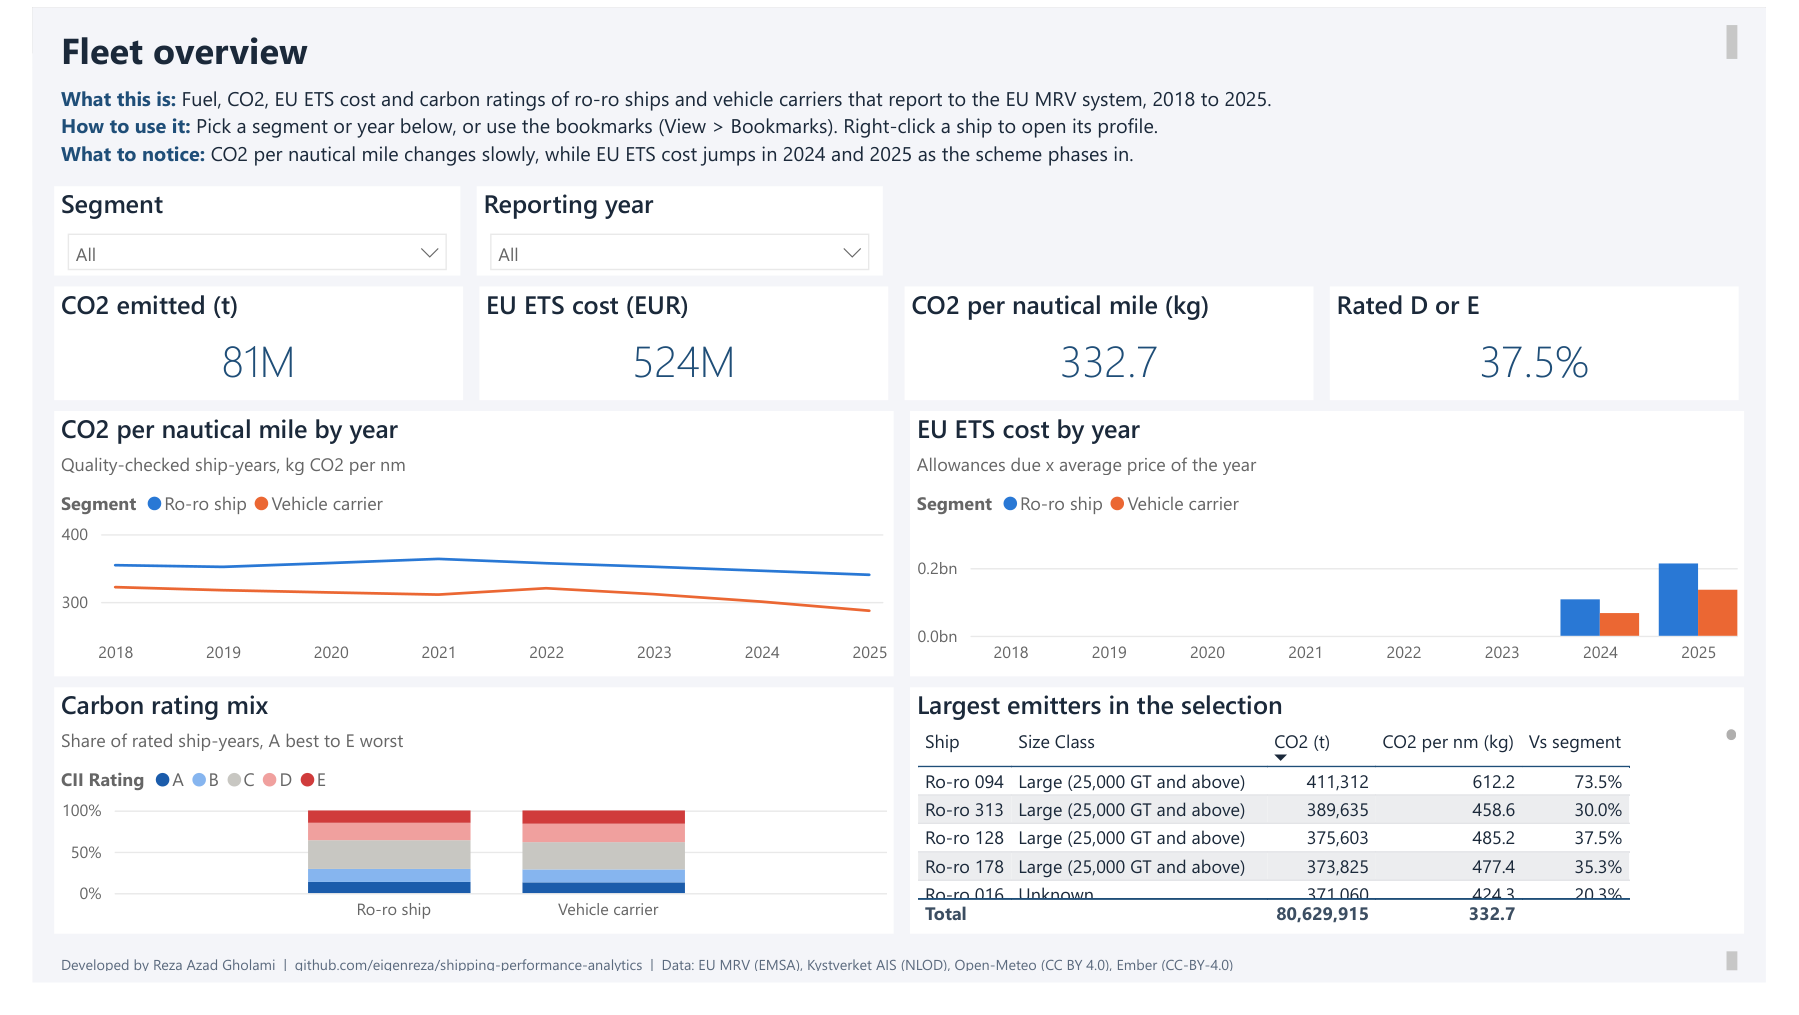 Fleet overview
What this is: Fuel, CO2, EU ETS cost and carbon ratings of ro-ro ships and vehicle carriers that report to the EU MRV system, 2018 to 2025.
How to use it: Pick a segment or year below, or use the bookmarks (View > Bookmarks). Right-click a ship to open its profile.
What to notice: CO2 per nautical mile changes slowly, while EU ETS cost jumps in 2024 and 2025 as the scheme phases in.
Segment
All
Reporting year
All
CO2 emitted (t)
81M
EU ETS cost (EUR)
524M
CO2 per nautical mile (kg)
332.7
Rated D or E
37.5%
CO2 per nautical mile by year
Quality-checked ship-years, kg CO2 per nm
Segment Ro-ro ship Vehicle carrier
400
300
2018 2019 2020 2021 2022 2023 2024 2025
EU ETS cost by year
Allowances due x average price of the year
Segment Ro-ro ship Vehicle carrier
0.2bn
0.0bn
2018 2019 2020 2021 2022 2023 2024 2025
Carbon rating mix
Share of rated ship-years, A best to E worst
CII Rating A B C D E
100%
50%
0%
Ro-ro ship Vehicle carrier
Largest emitters in the selection
Ship Size Class CO2 (t) CO2 per nm (kg) Vs segment
Ro-ro 094 Large (25,000 GT and above) 411,312 612.2 73.5%
Ro-ro 313 Large (25,000 GT and above) 389,635 458.6 30.0%
Ro-ro 128 Large (25,000 GT and above) 375,603 485.2 37.5%
Ro-ro 178 Large (25,000 GT and above) 373,825 477.4 35.3%
Ro-ro 016 Unknown 371,060 424.3 20.3%
Total 80,629,915 332.7
Developed by Reza Azad Gholami | github.com/eigenreza/shipping-performance-analytics | Data: EU MRV (EMSA), Kystverket AIS (NLOD), Open-Meteo (CC BY 4.0), Ember (CC-BY-4.0)